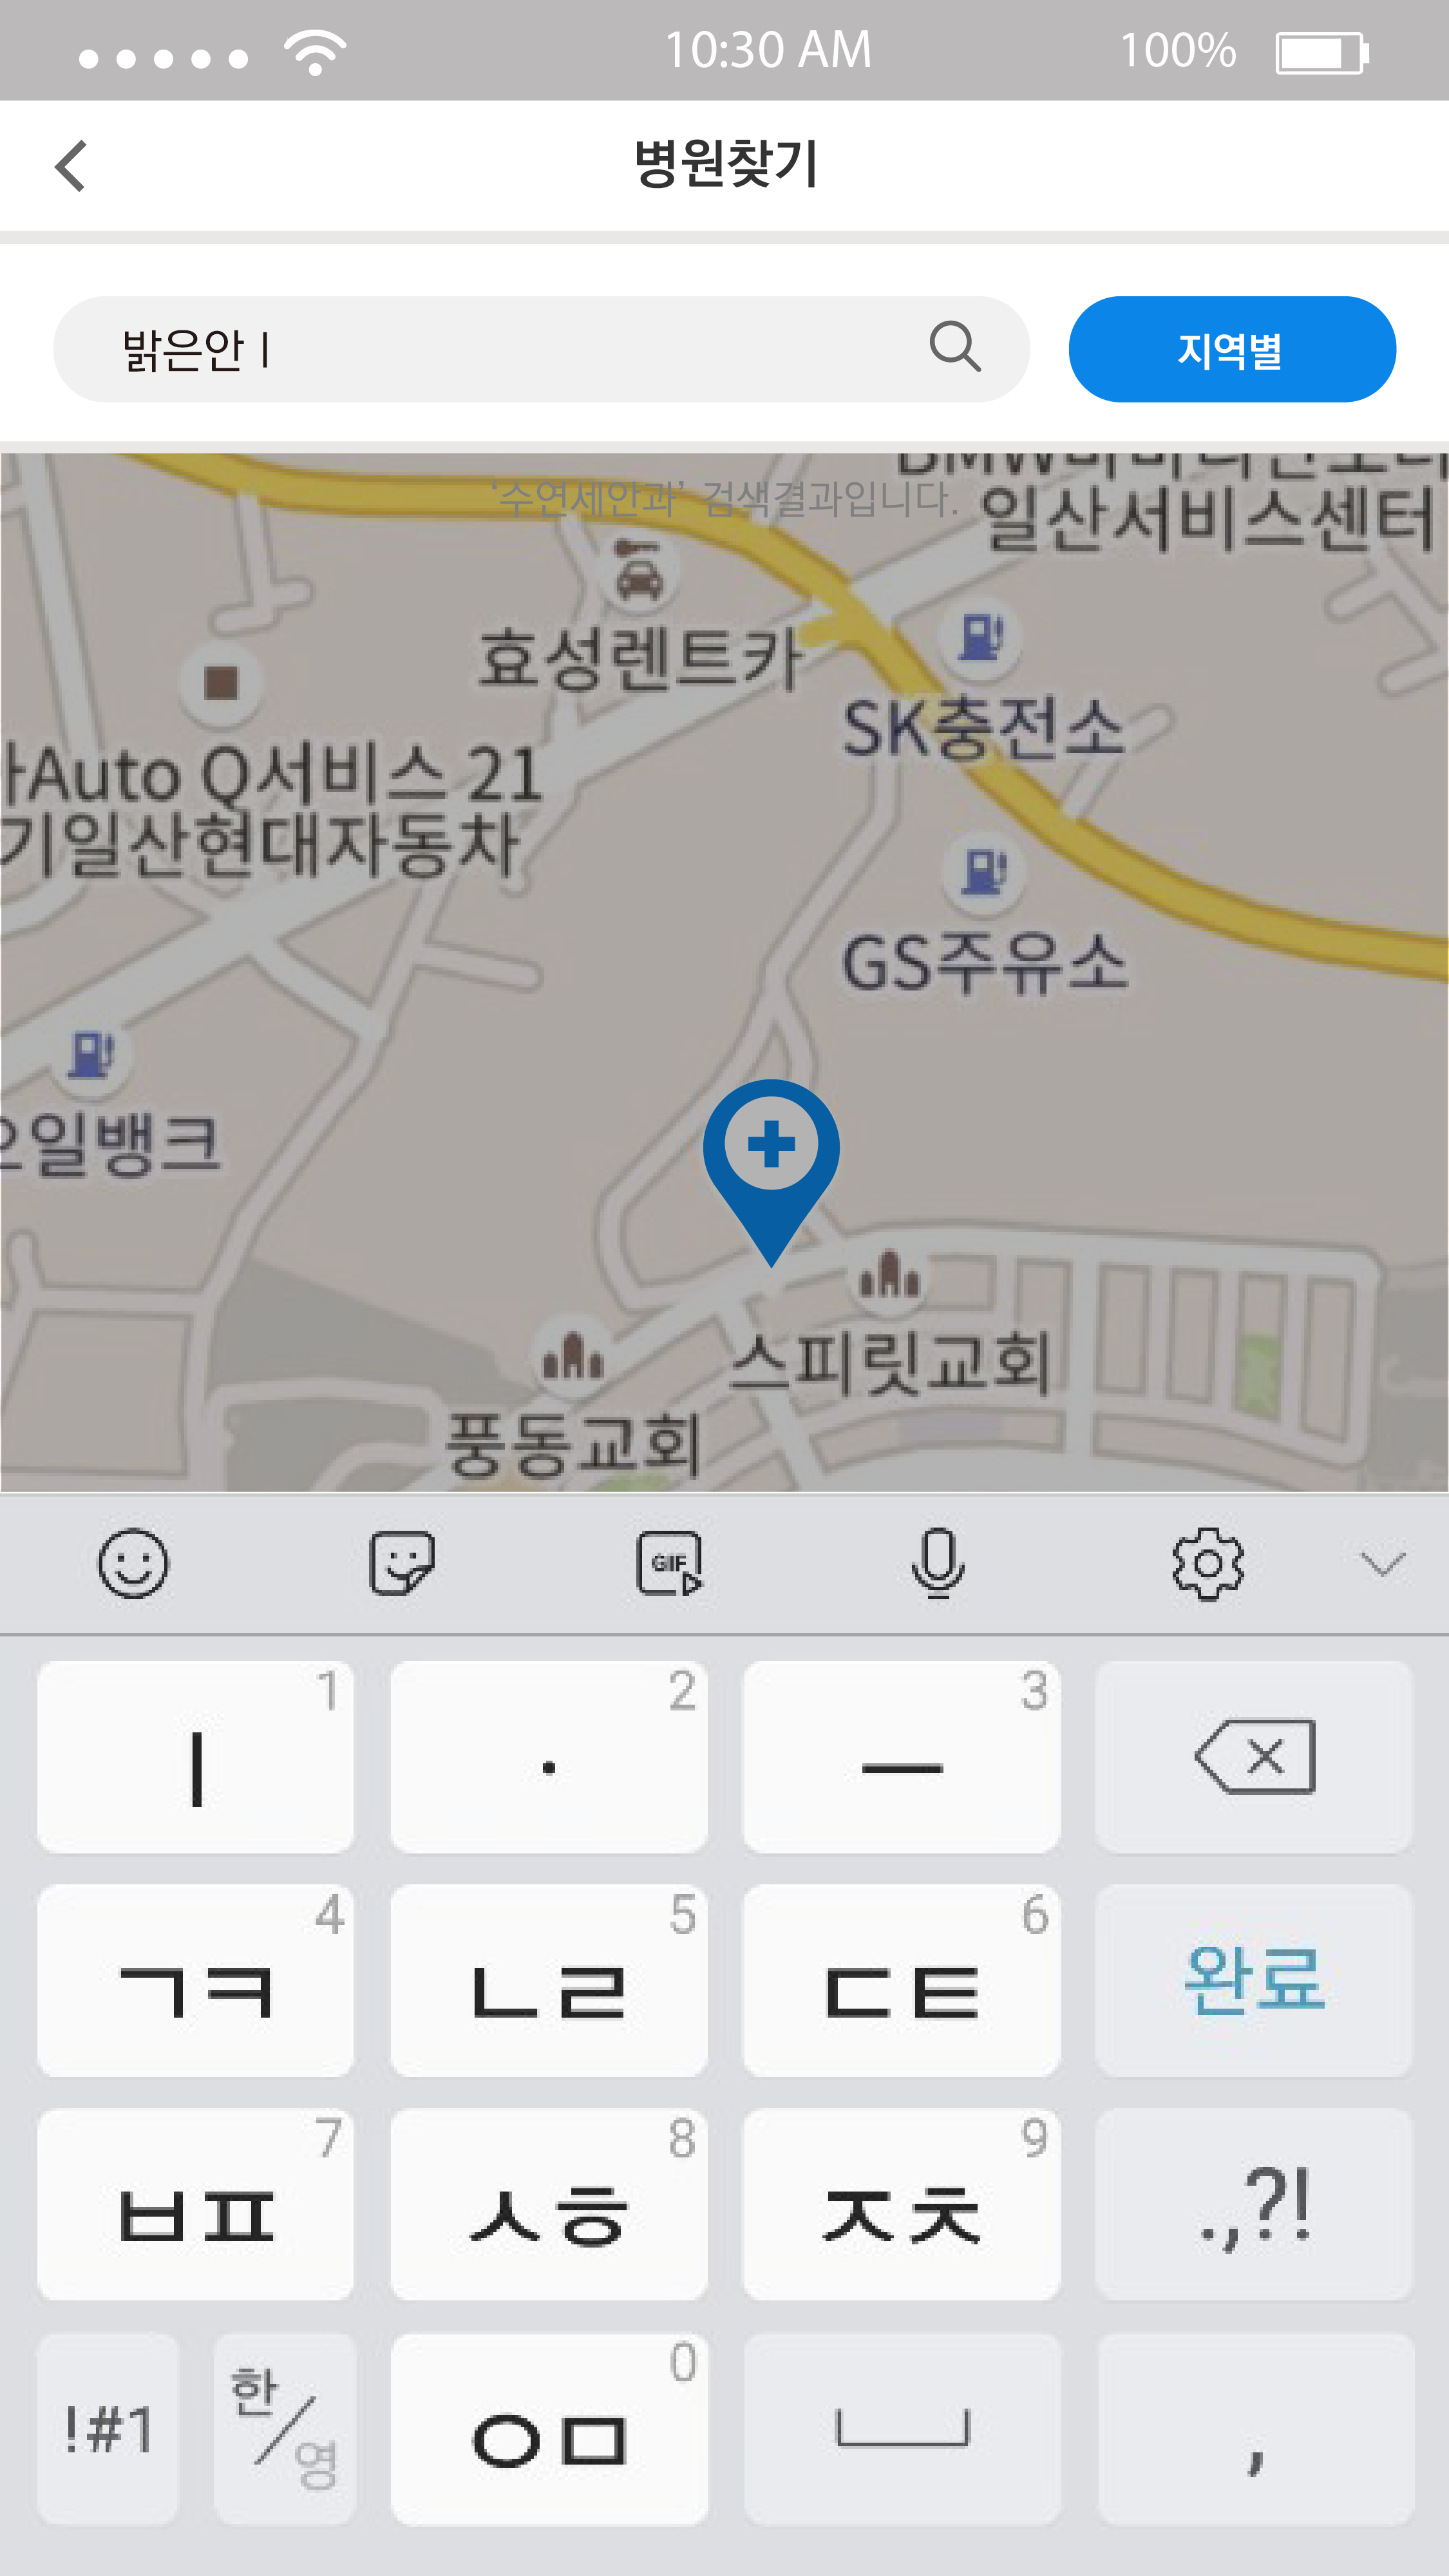 10:30 AM 100%
병원찾기
밝은안
지역별
'수연세안과' 검색결과입니다.
일산서비스센터
효성렌트카
SK충전소
Auto Q서비스 21
기일산현대자동차
GS주유소
오일뱅크
스피릿교회
풍동교회
GIF
ㅣ 1
· 2
ㅡ 3
ㄱㅋ 4
ㄴㄹ 5
ㄷㅌ 6
완료
ㅂㅍ 7
ㅅㅎ 8
ㅈㅊ 9
.,?!
!#1
한/영
ㅇㅁ 0
,